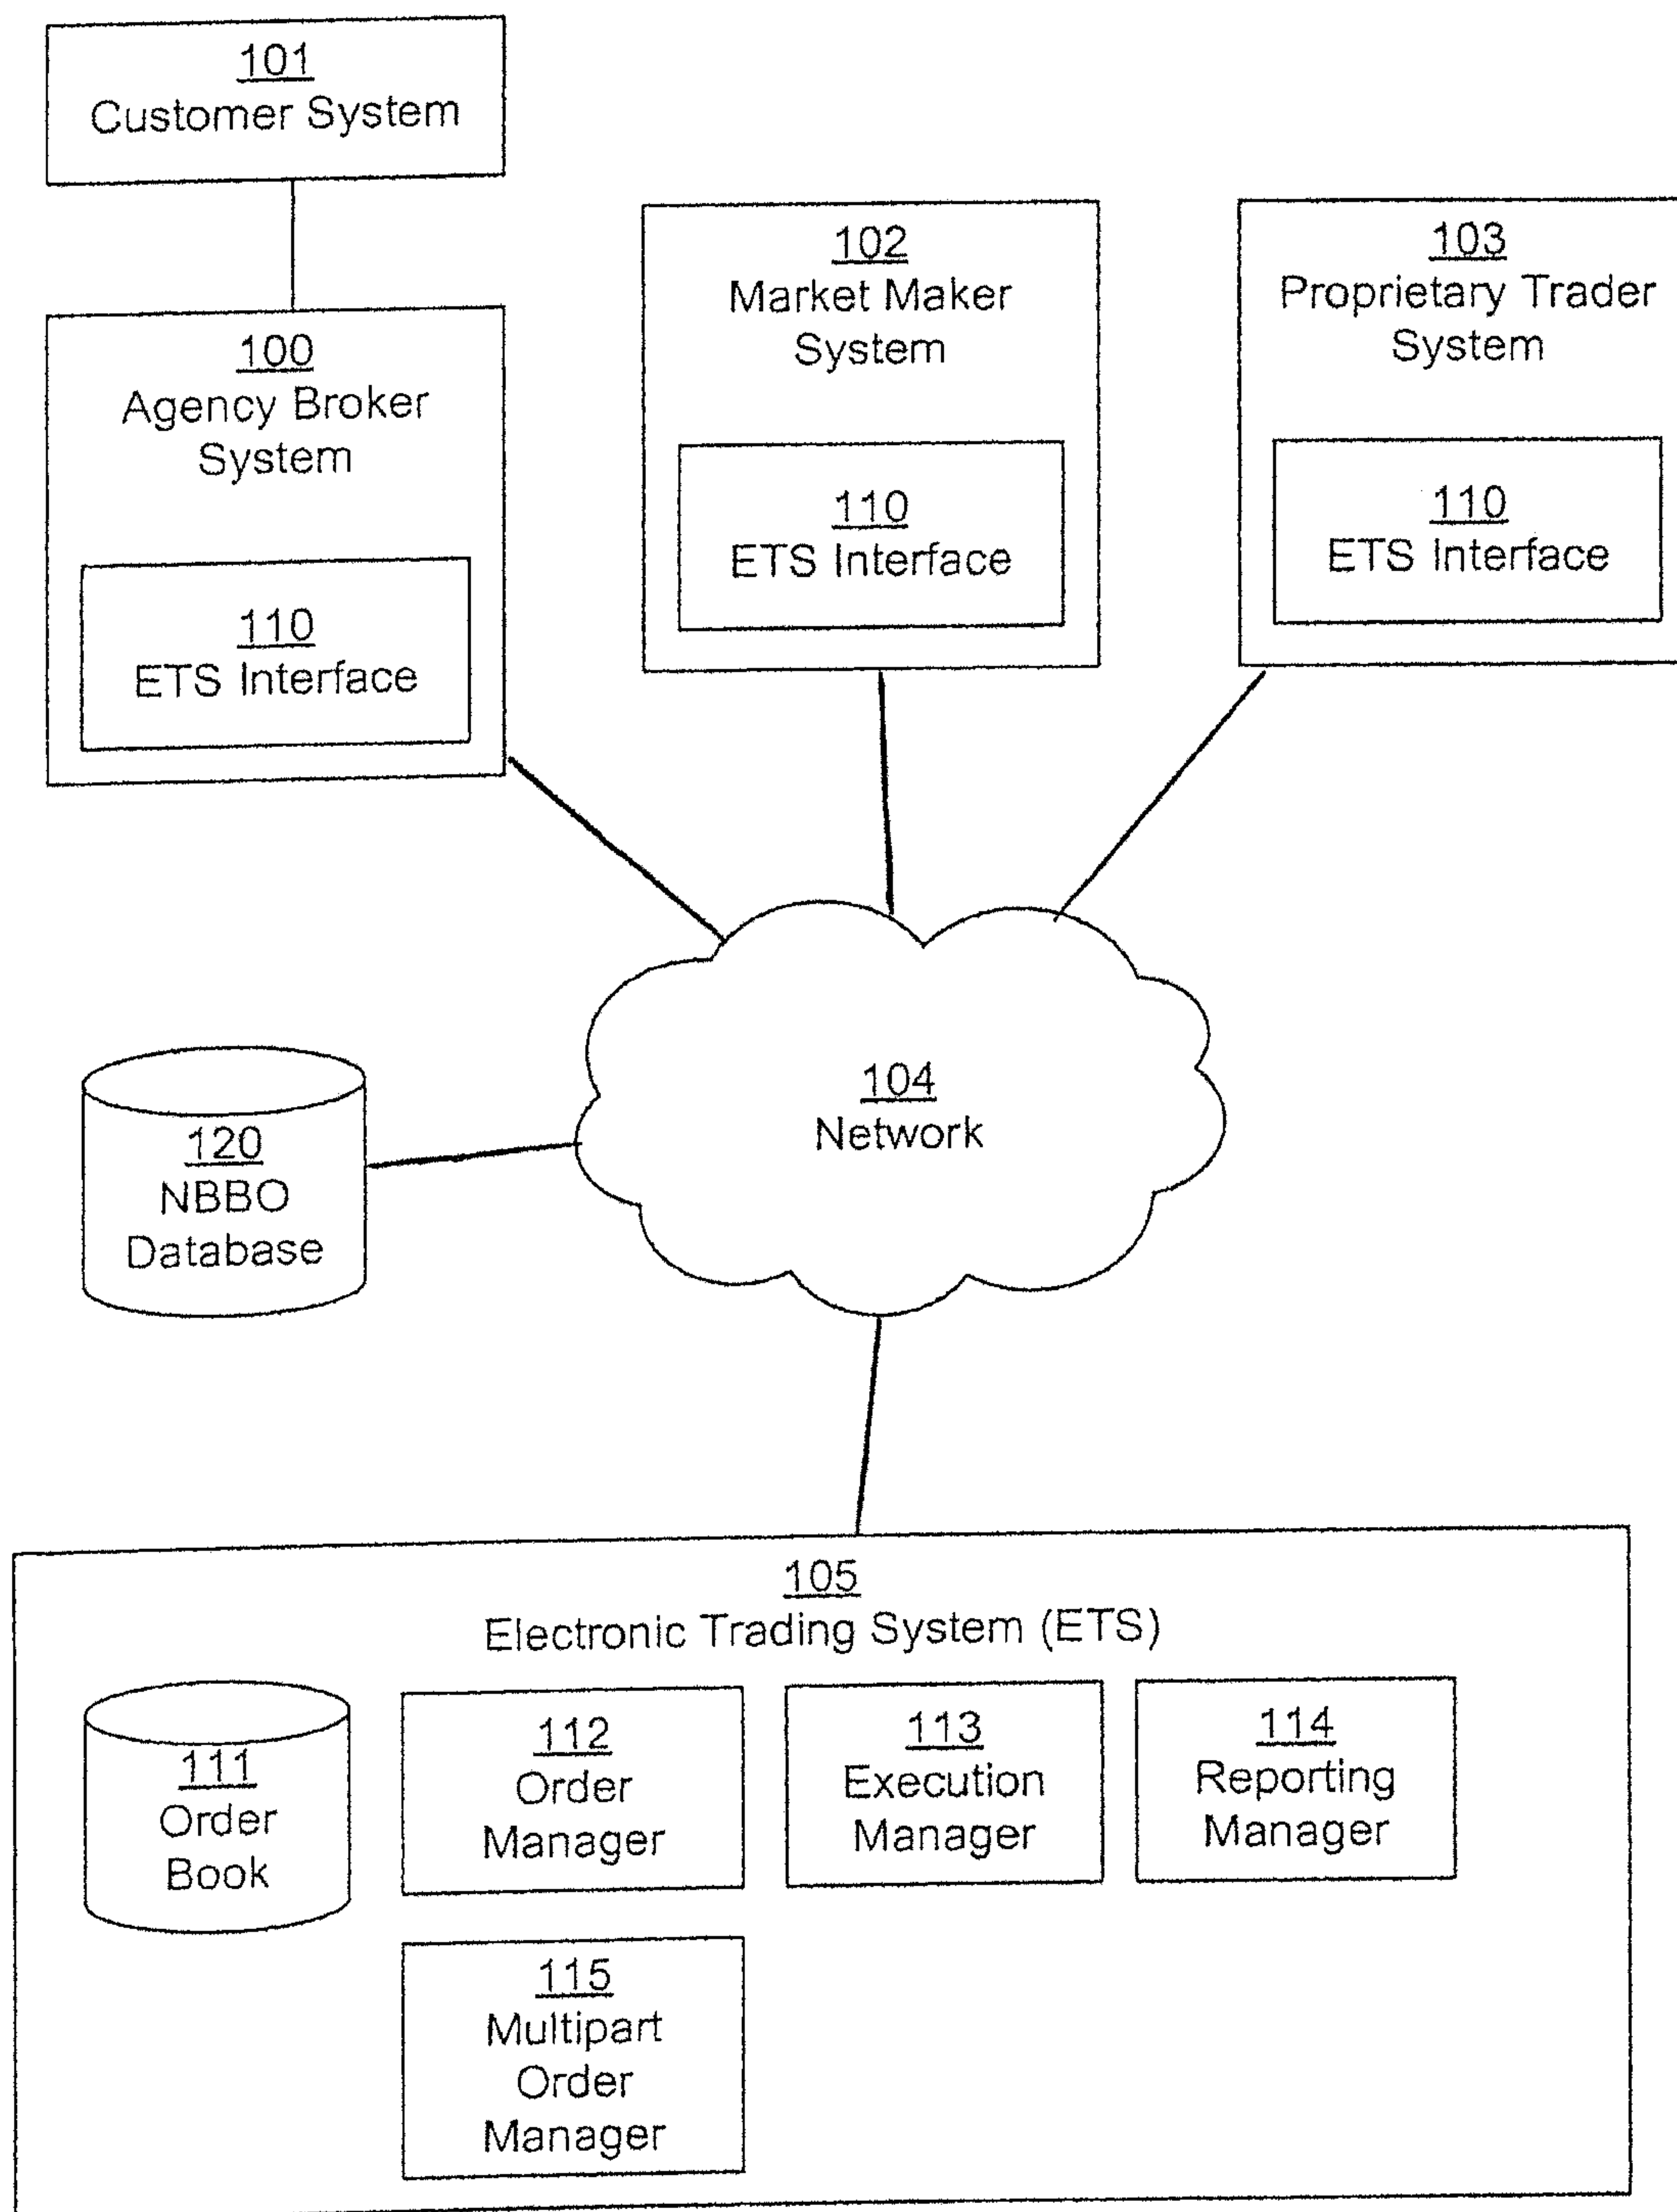 101
Customer System
100
Agency Broker
System
110
ETS Interface
102
Market Maker
System
110
ETS Interface
103
Proprietary Trader
System
110
ETS Interface
120
NBBO
Database
104
Network
105
Electronic Trading System (ETS)
111
Order
Book
112
Order
Manager
113
Execution
Manager
114
Reporting
Manager
115
Multipart
Order
Manager